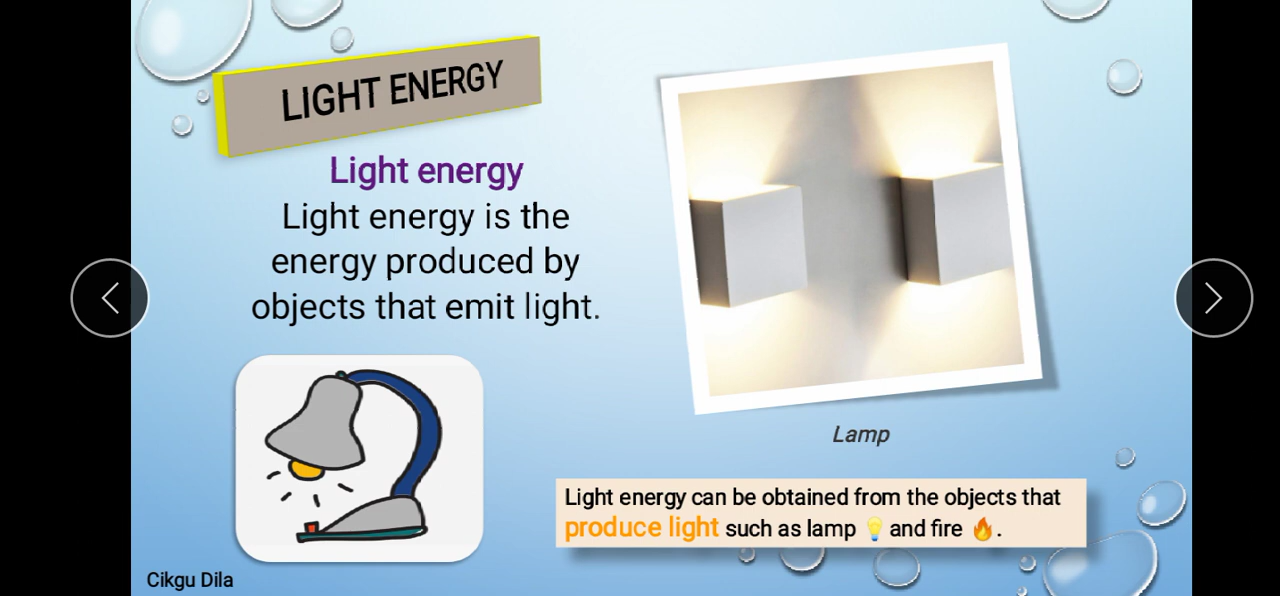 LIGHT ENERGY
Light energy
Light energy is the
energy produced by
objects that emit light.
Lamp
Light energy can be obtained from the objects that
produce light such as lamp 💡 and fire 🔥.
Cikgu Dila